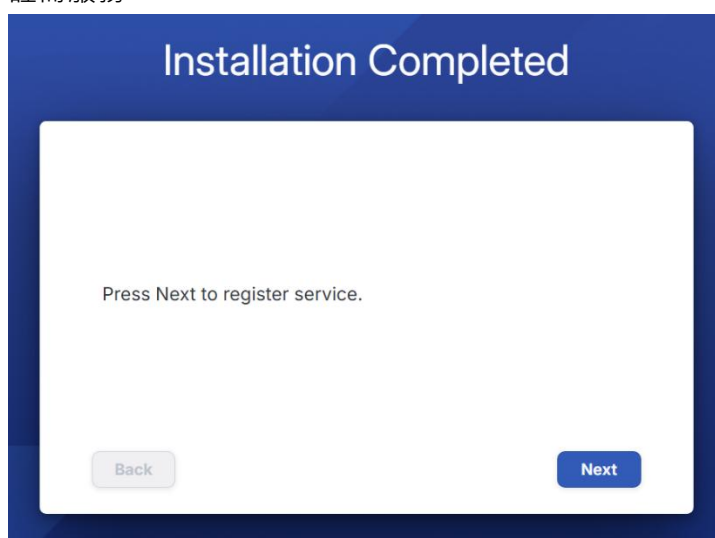 Installation Completed
Press Next to register service.
Back
Next